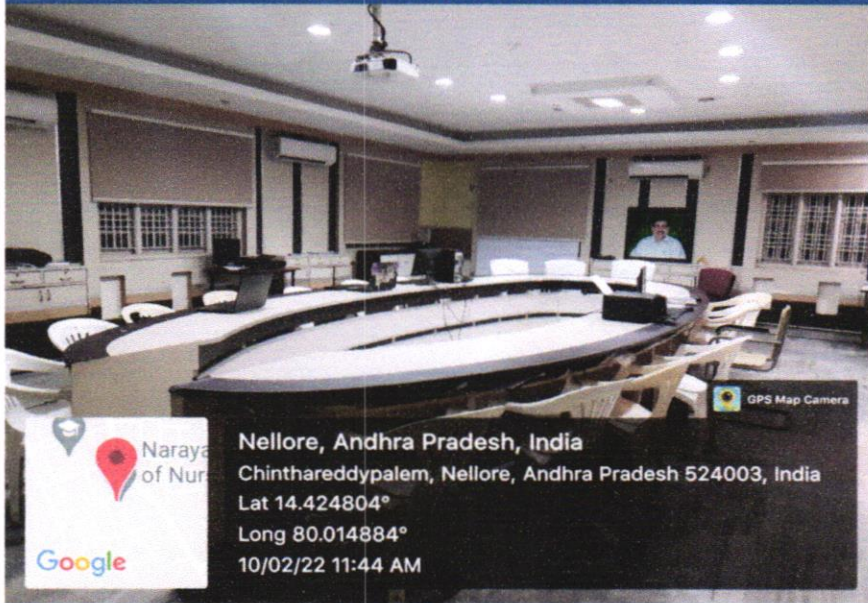 GPS Map Camera
Naraya
of Nur
Google
Nellore, Andhra Pradesh, India
Chinthareddypalem, Nellore, Andhra Pradesh 524003, India
Lat 14.424804°
Long 80.014884°
10/02/22 11:44 AM